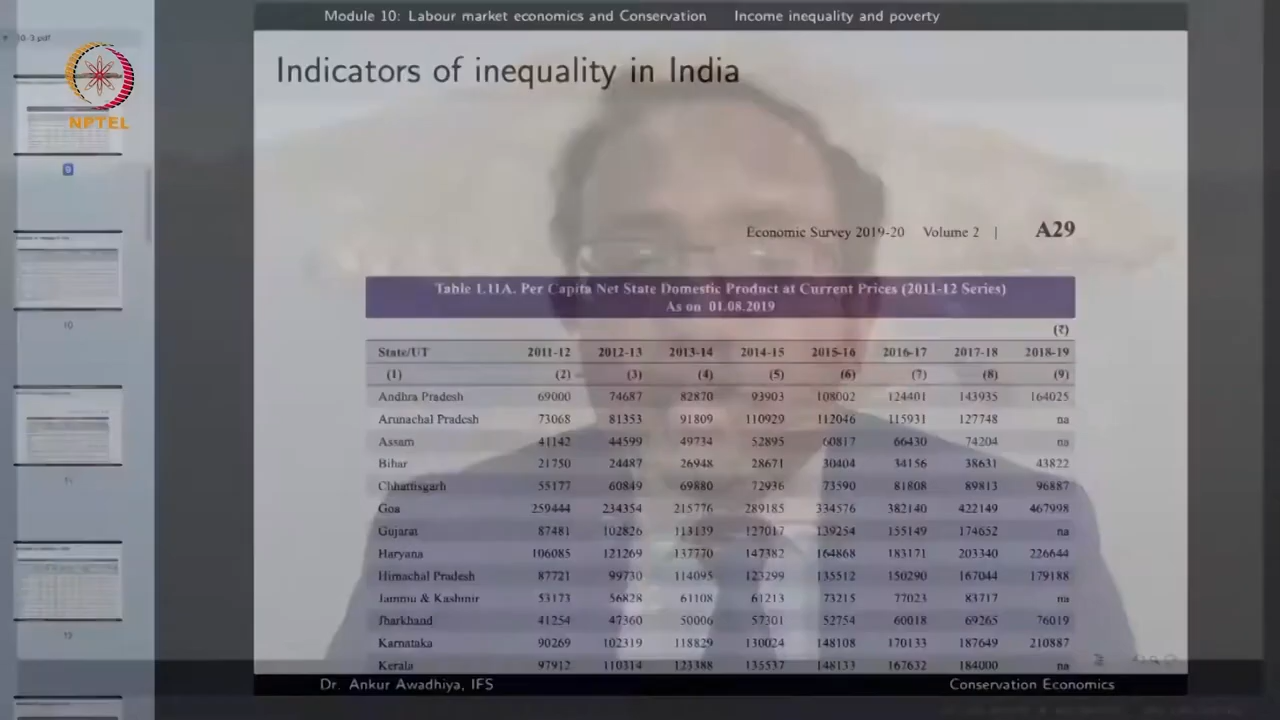 Module 10: Labour market economics and Conservation Income inequality and poverty
10-3.pdf
NPTEL
Indicators of inequality in India
Economic Survey 2019-20 Volume 2 | A29
Table 1.11A. Per Capita Net State Domestic Product at Current Prices (2011-12 Series)
As on 01.08.2019
(₹)
State/UT 2011-12 2012-13 2013-14 2014-15 2015-16 2016-17 2017-18 2018-19
(1) (2) (3) (4) (5) (6) (7) (8) (9)
Andhra Pradesh 69000 74687 82870 93903 108002 124401 143935 164025
Arunachal Pradesh 73068 81353 91809 110929 112046 115931 127748 na
Assam 41142 44599 49734 52895 60817 66430 74204 na
Bihar 21750 24487 26948 28671 30404 34156 38631 43822
Chhattisgarh 55177 60849 69880 72936 73590 81808 89813 96887
Goa 259444 234354 215776 289185 334576 382140 422149 467998
Gujarat 87481 102826 113139 127017 139254 155149 174652 na
Haryana 106085 121269 137770 147382 164868 183171 203340 226644
Himachal Pradesh 87721 99730 114095 123299 135512 150290 167044 179188
Jammu & Kashmir 53173 56828 61108 61213 73215 77023 83717 na
Jharkhand 41254 47360 50006 57301 52754 60018 69265 76019
Karnataka 90269 102319 118829 130024 148108 170133 187649 210887
Kerala 97912 110314 123388 135537 148133 167632 184000 na
9
10
11
12
Dr. Ankur Awadhiya, IFS Conservation Economics